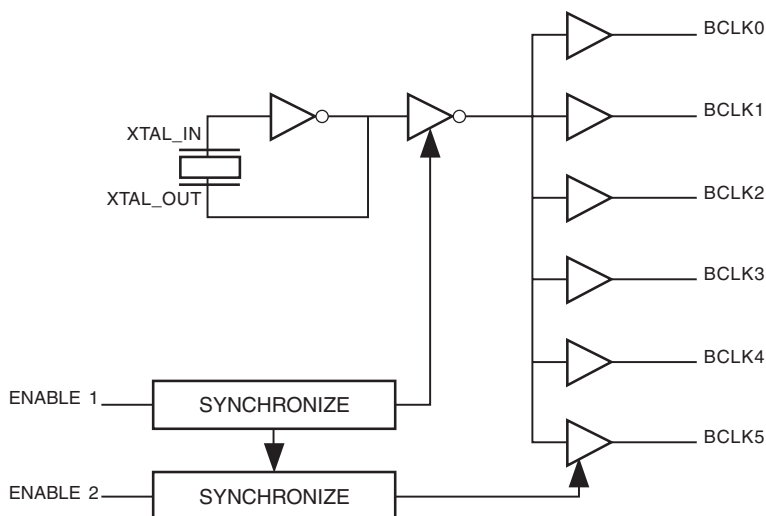 BCLK0
BCLK1
XTAL_IN
XTAL_OUT
BCLK2
BCLK3
BCLK4
ENABLE 1
SYNCHRONIZE
BCLK5
ENABLE 2
SYNCHRONIZE